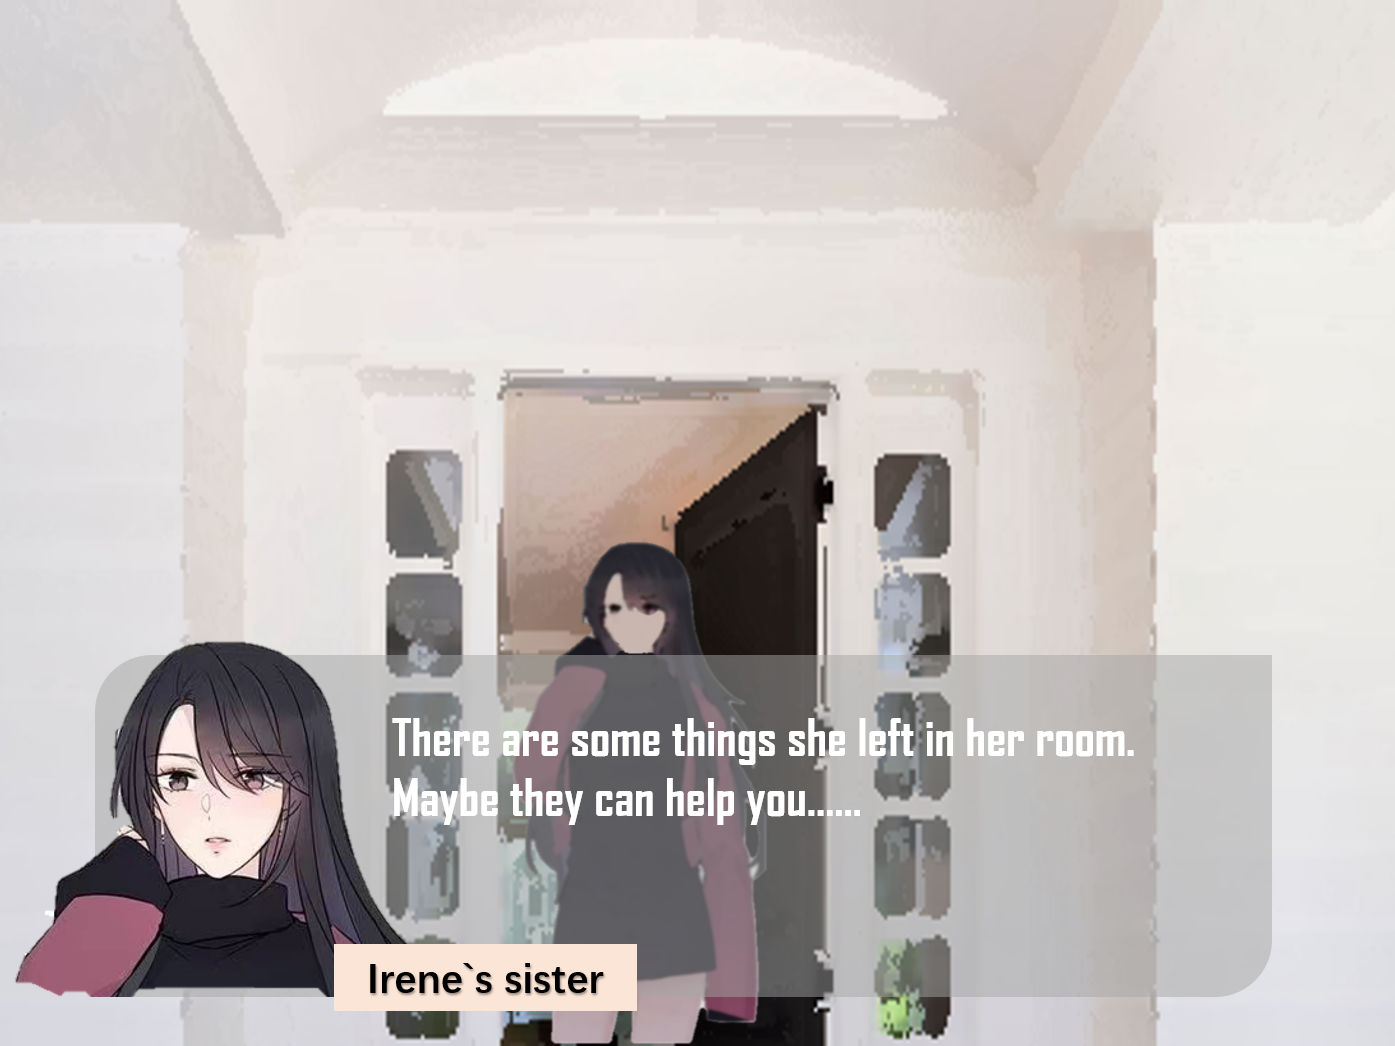 There are some things she left in her room.
Maybe they can help you......
Irene`s sister